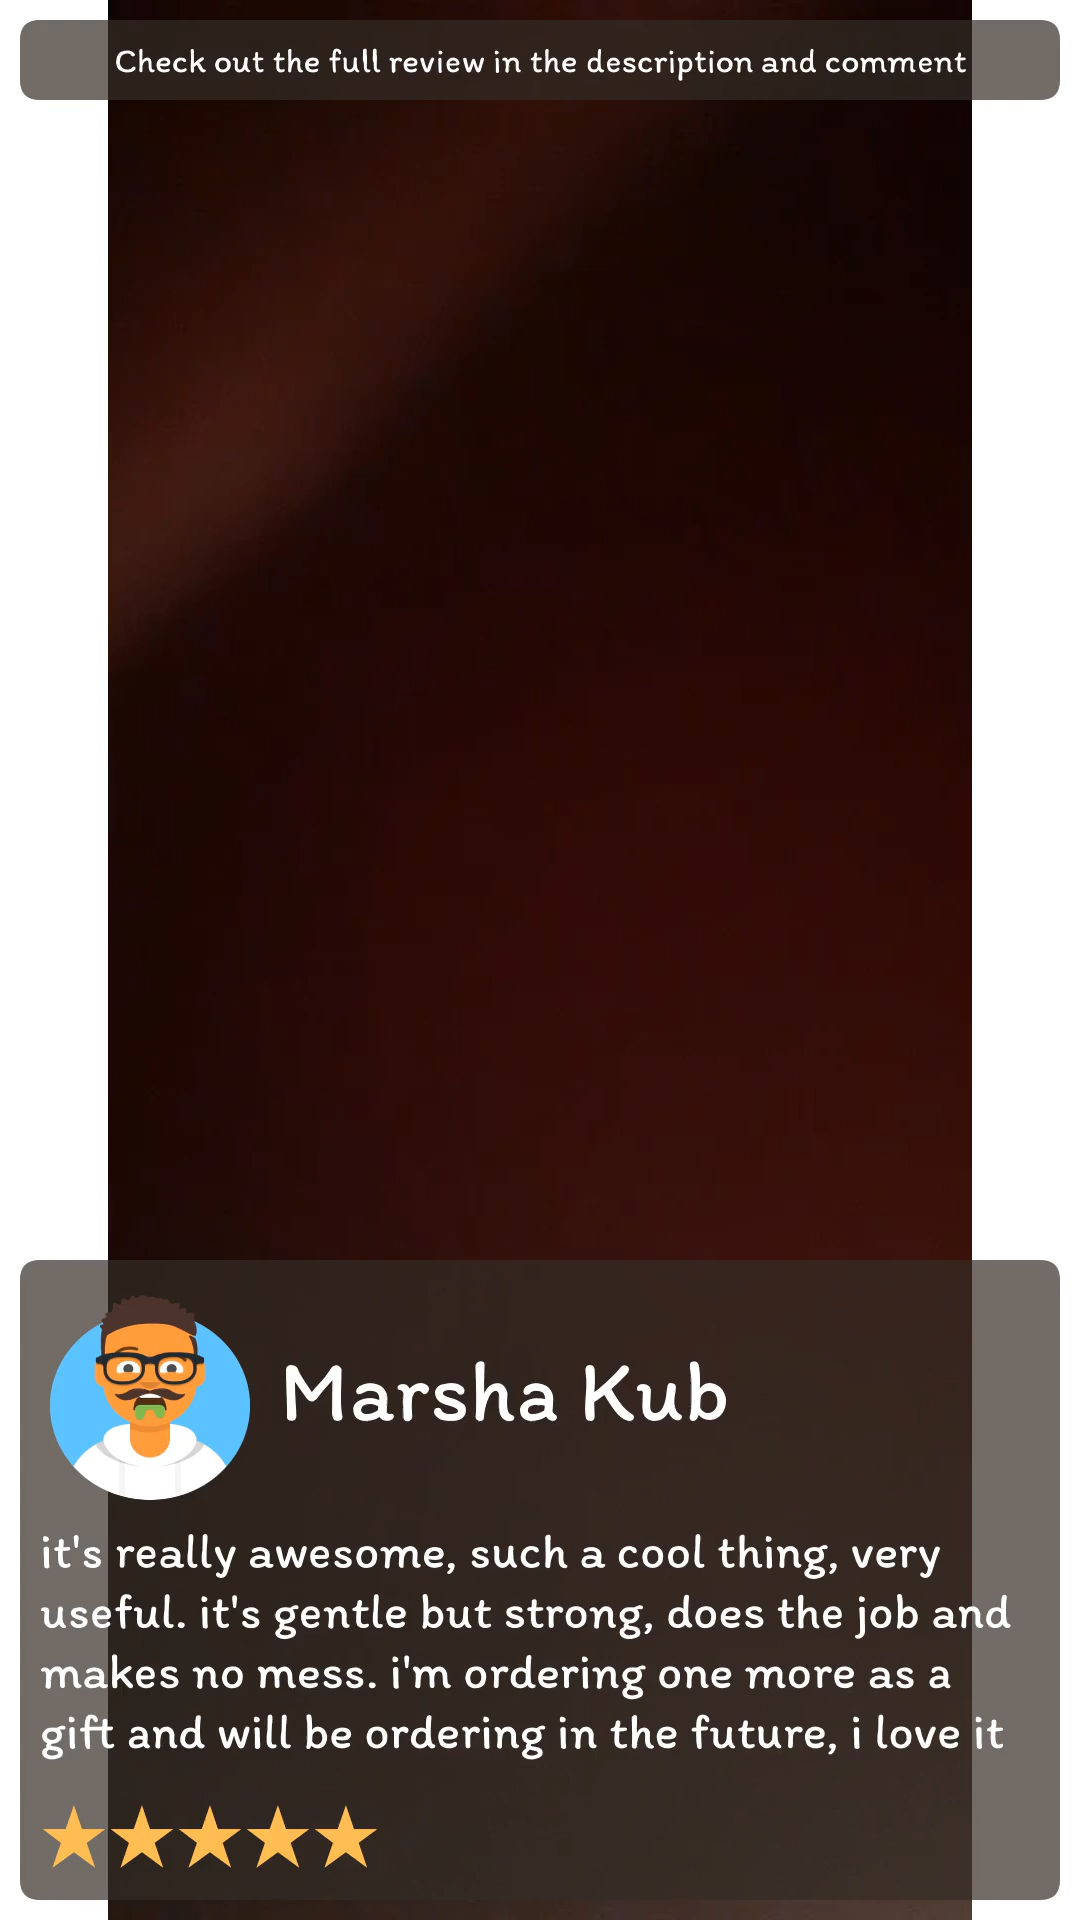 Check out the full review in the description and comment
Marsha Kub
it's really awesome, such a cool thing, very
useful. it's gentle but strong, does the job and
makes no mess. i'm ordering one more as a
gift and will be ordering in the future, i love it